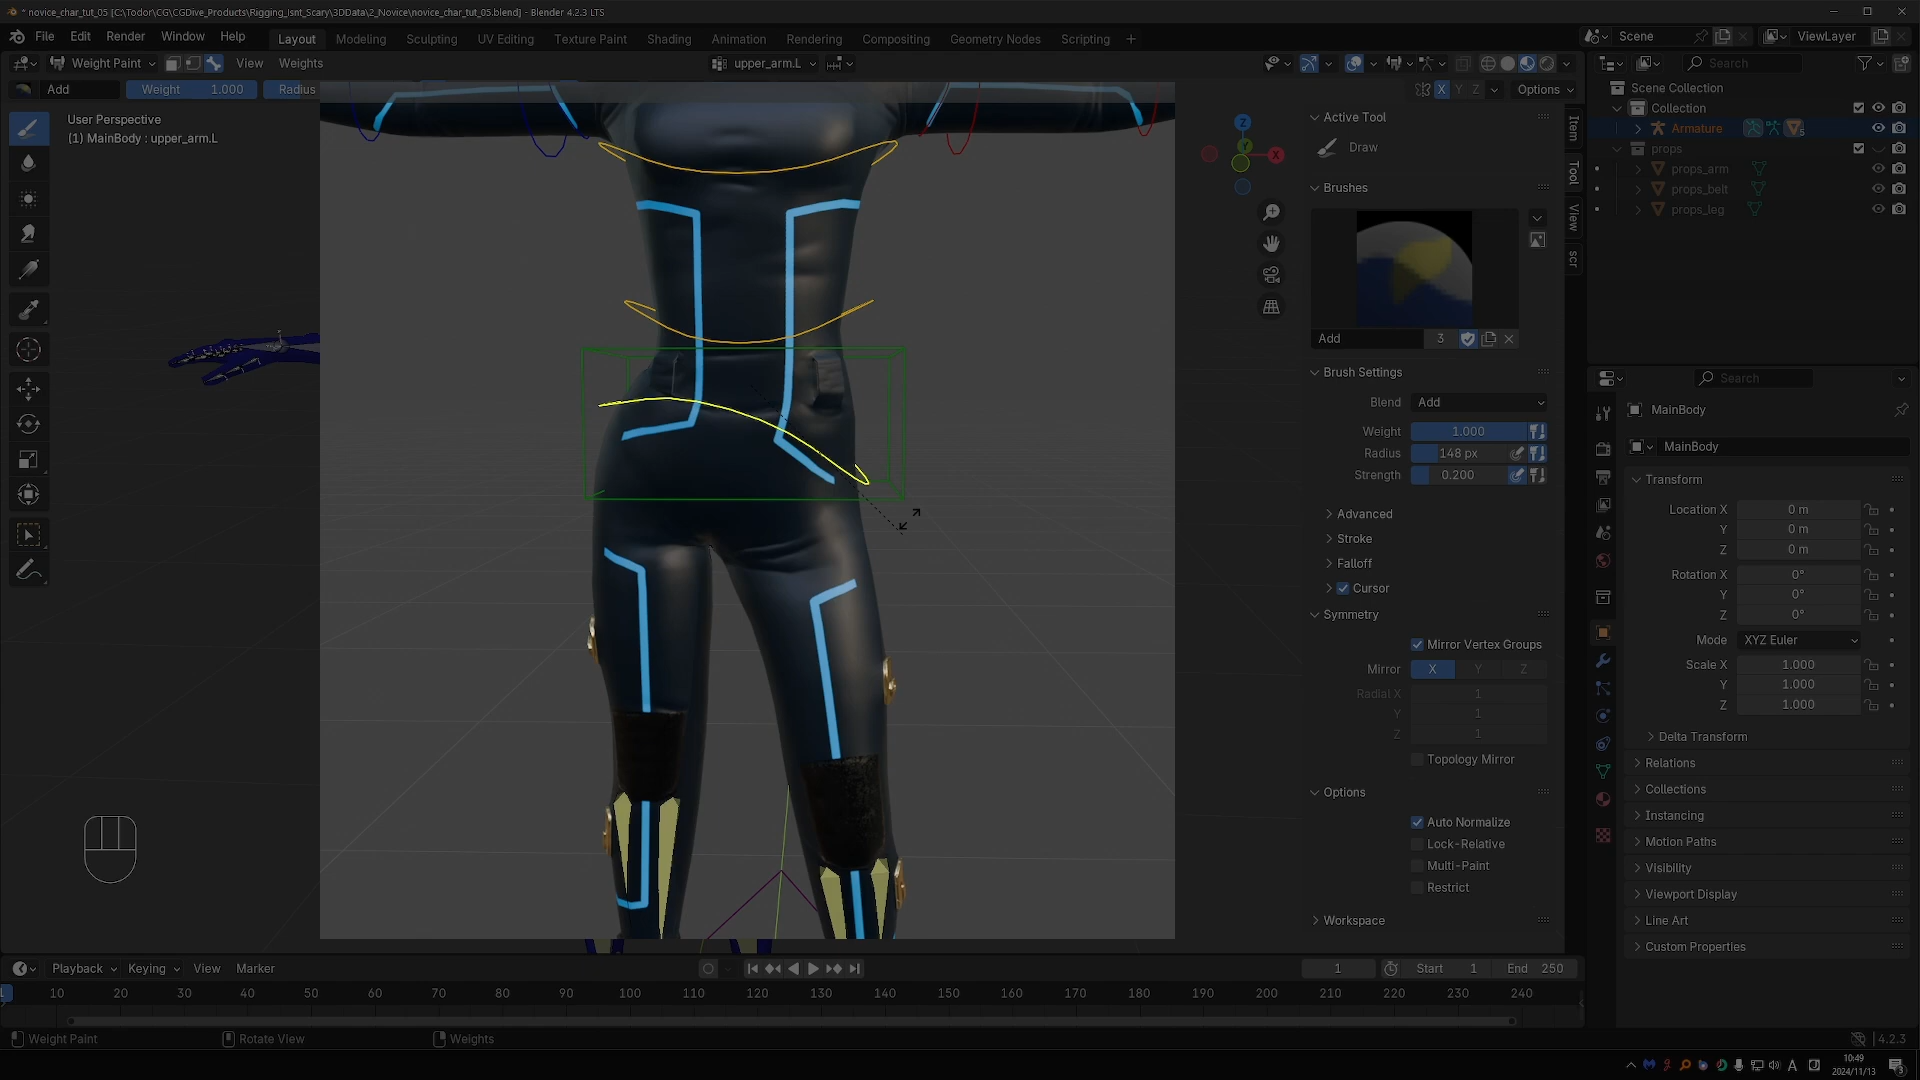 * novice_char_tut_05 [C:\Todor\CG\CGDive_Products\Rigging_Isnt_Scary\3DData\2_Novice\novice_char_tut_05.blend] - Blender 4.2.3 LTS
File Edit Render Window Help
Layout Modeling Sculpting UV Editing Texture Paint Shading Animation Rendering Compositing Geometry Nodes Scripting +
Scene
ViewLayer
Weight Paint View Weights
upper_arm.L
Search
Add Weight 1.000 Radius
X Y Z Options
User Perspective
(1) MainBody : upper_arm.L
Z
Y
X
Item
Tool
View
scr
Active Tool
Draw
Brushes
Add 3
Brush Settings
Blend Add
Weight 1.000
Radius 148 px
Strength 0.200
Advanced
Stroke
Falloff
Cursor
Symmetry
Mirror Vertex Groups
Mirror X Y Z
Radial X 1
Y 1
Z 1
Topology Mirror
Options
Auto Normalize
Lock-Relative
Multi-Paint
Restrict
Workspace
Scene Collection
Collection
Armature 5
props
props_arm
props_belt
props_leg
Search
MainBody
MainBody
Transform
Location X 0 m
Y 0 m
Z 0 m
Rotation X 0°
Y 0°
Z 0°
Mode XYZ Euler
Scale X 1.000
Y 1.000
Z 1.000
Delta Transform
Relations
Collections
Instancing
Motion Paths
Visibility
Viewport Display
Line Art
Custom Properties
Playback Keying View Marker
1 Start 1 End 250
1 10 20 30 40 50 60 70 80 90 100 110 120 130 140 150 160 170 180 190 200 210 220 230 240
Weight Paint Rotate View Weights
4.2.3
A
10:49
2024/11/13
3